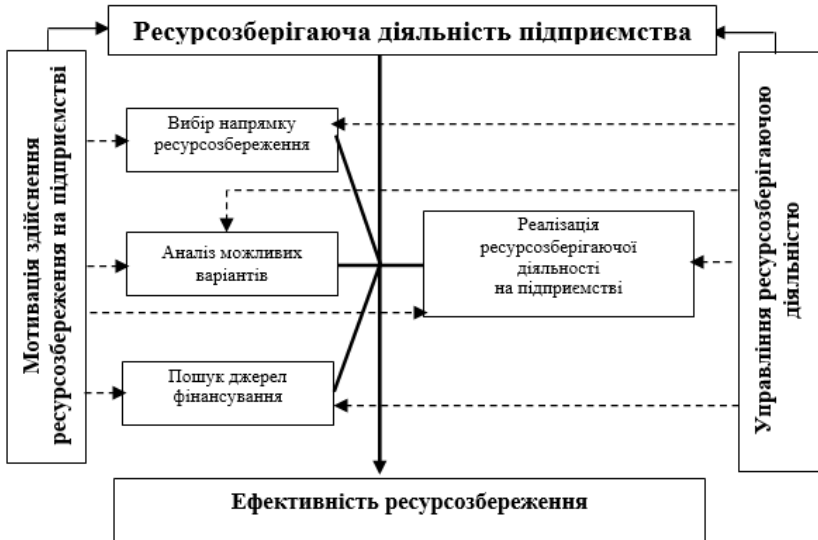 Ресурсозберігаюча діяльність підприємства
Мотивація здійснення
ресурсозбереження на підприємстві
Вибір напрямку
ресурсозбереження
Аналіз можливих
варіантів
Пошук джерел
фінансування
Реалізація
ресурсозберігаючої
діяльності
на підприємстві
Управління ресурсозберігаючою
діяльністю
Ефективність ресурсозбереження